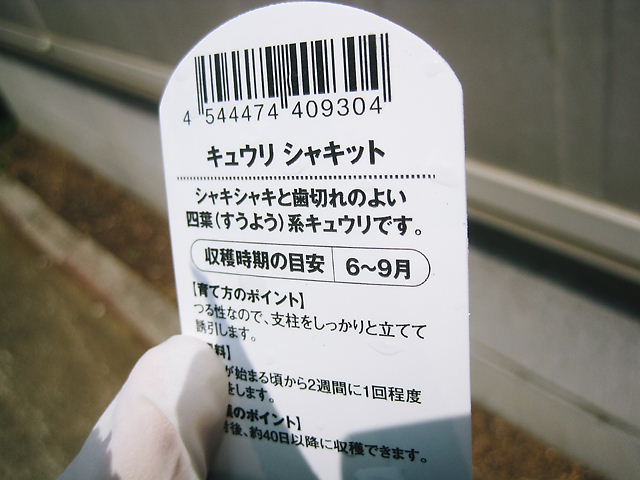 4 544474 409304
キュウリ シャキット
シャキシャキと歯切れのよい
四葉(すうよう)系キュウリです。
収穫時期の目安 6〜9月
【育て方のポイント】
つる性なので、支柱をしっかりと立てて
誘引します。
料】
が始まる頃から2週間に1回程度
をします。
のポイント】
後、約40日以降に収穫できます。